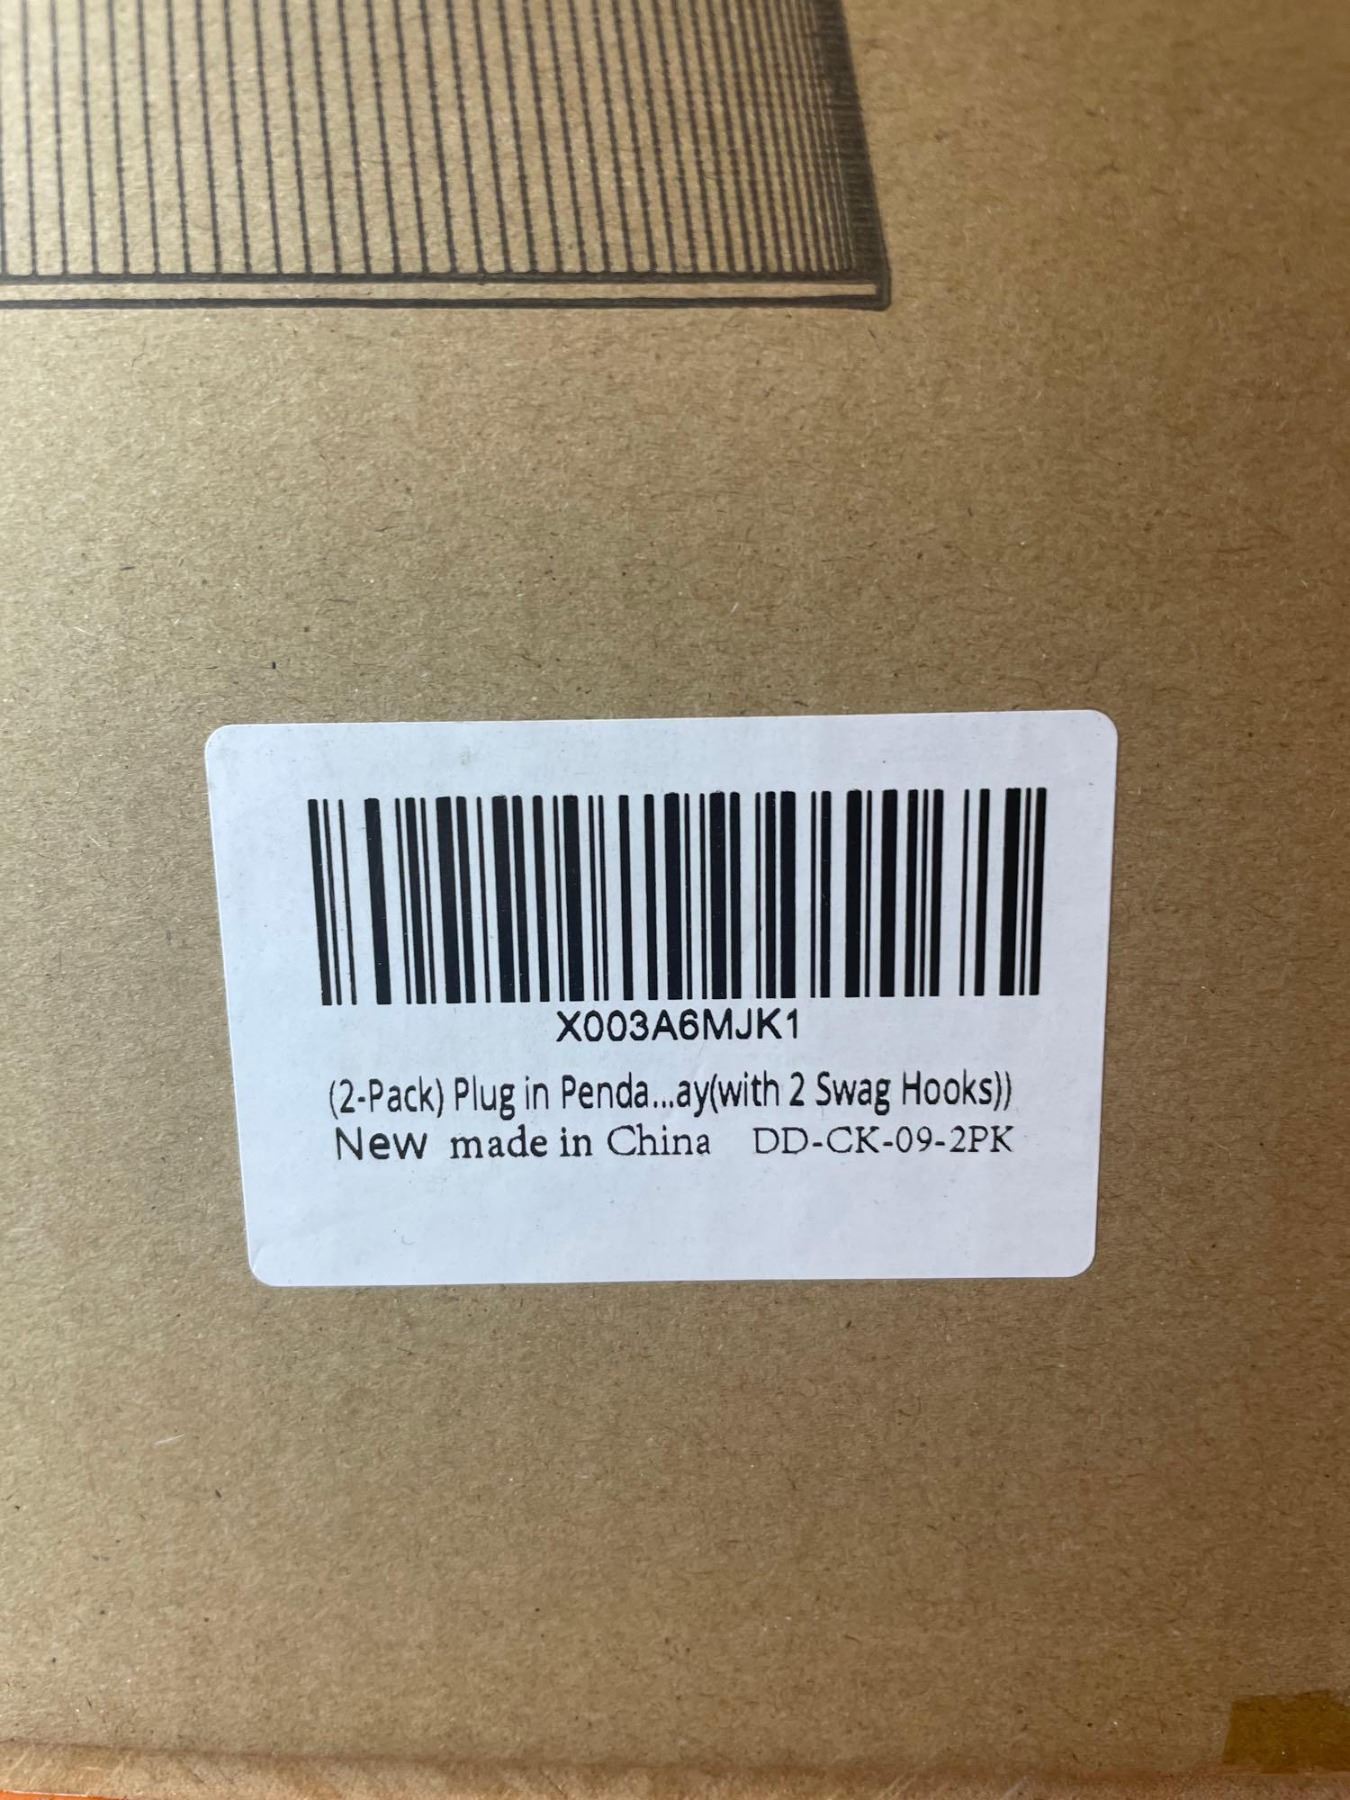 X003A6MJK1
(2-Pack) Plug in Penda...ay(with 2 Swag Hooks))
New made in China DD-CK-09-2PK